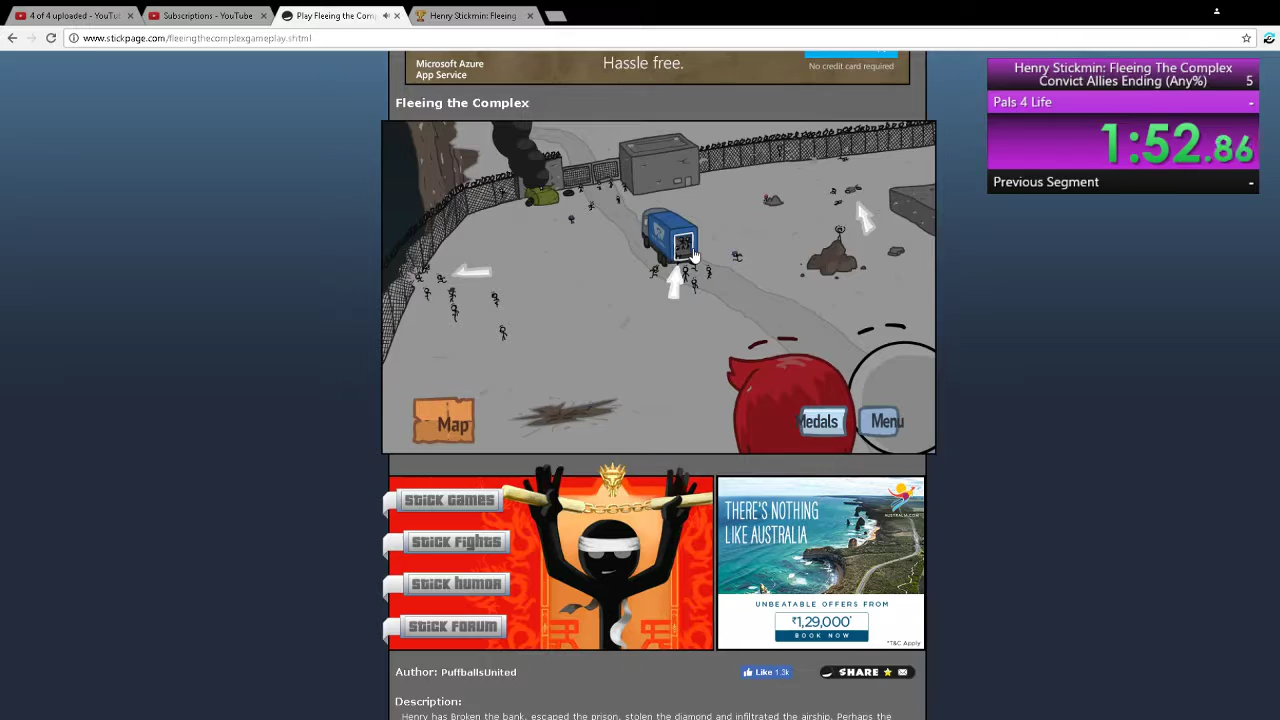 4 of 4 uploaded - YouTu
Subscriptions - YouTube
Play Fleeing the Comp
Henry Stickmin: Fleeing
www.stickpage.com/fleeingthecomplexgameplay.shtml
Microsoft Azure
App Service
Hassle free.
No credit card required
Henry Stickmin: Fleeing The Complex
Convict Allies Ending (Any%) 5
Pals 4 Life -
1:52.86
Previous Segment -
Fleeing the Complex
Map
Medals
Menu
STICK GAMES
STICK FIGHTS
STICK HUMOR
STICK FORUM
THERE'S NOTHING
LIKE AUSTRALIA
AUSTRALIA.COM
UNBEATABLE OFFERS FROM
₹1,29,000*
BOOK NOW
*T&C Apply
Author: PuffballsUnited
Like 1.3k
SHARE
Description:
Henry has Broken the bank, escaped the prison, stolen the diamond and infiltrated the airship. Perhaps the